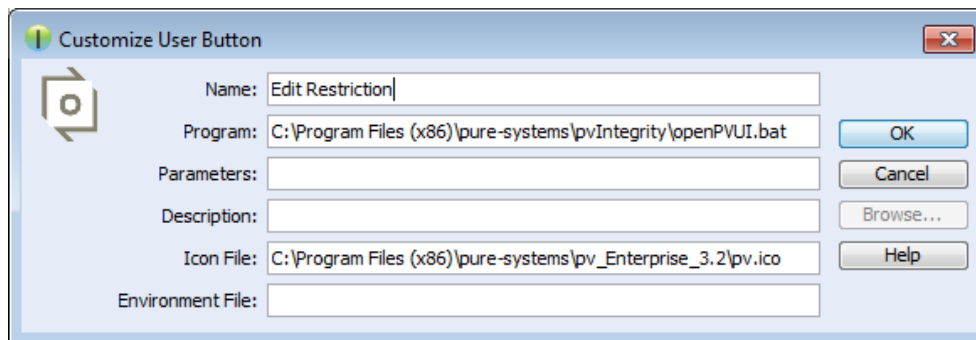 Customize User Button
Name: Edit Restriction
Program: C:\Program Files (x86)\pure-systems\pvIntegrity\openPVUI.bat
OK
Parameters:
Cancel
Description:
Browse...
Icon File: C:\Program Files (x86)\pure-systems\pv_Enterprise_3.2\pv.ico
Help
Environment File: